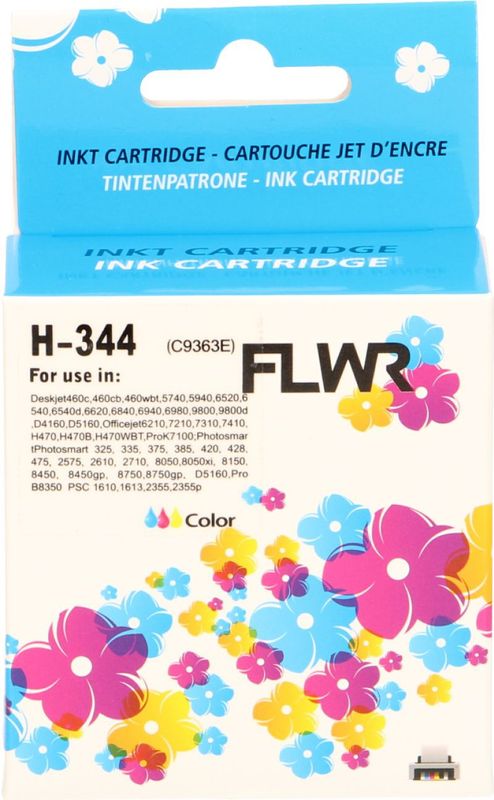 INKT CARTRIDGE - CARTOUCHE JET D'ENCRE
TINTENPATRONE - INK CARTRIDGE
INKT CARTRIDGE
INK CARTRIDGE
H-344 (C9363E) FLWR
For use in:
Deskjet460c,460cb,460wbt,5740,5940,6520,6
540,6540d,6620,6840,6940,6980,9800,9800d
,D4160,D5160,Officejet6210,7210,7310,7410,
H470,H470B,H470WBT,ProK7100;Photosmar
tPhotosmart 325, 335, 375, 385, 420, 428,
475, 2575, 2610, 2710, 8050,8050xi, 8150,
8450, 8450gp, 8750,8750gp, D5160,Pro
B8350 PSC 1610,1613,2355,2355p
Color